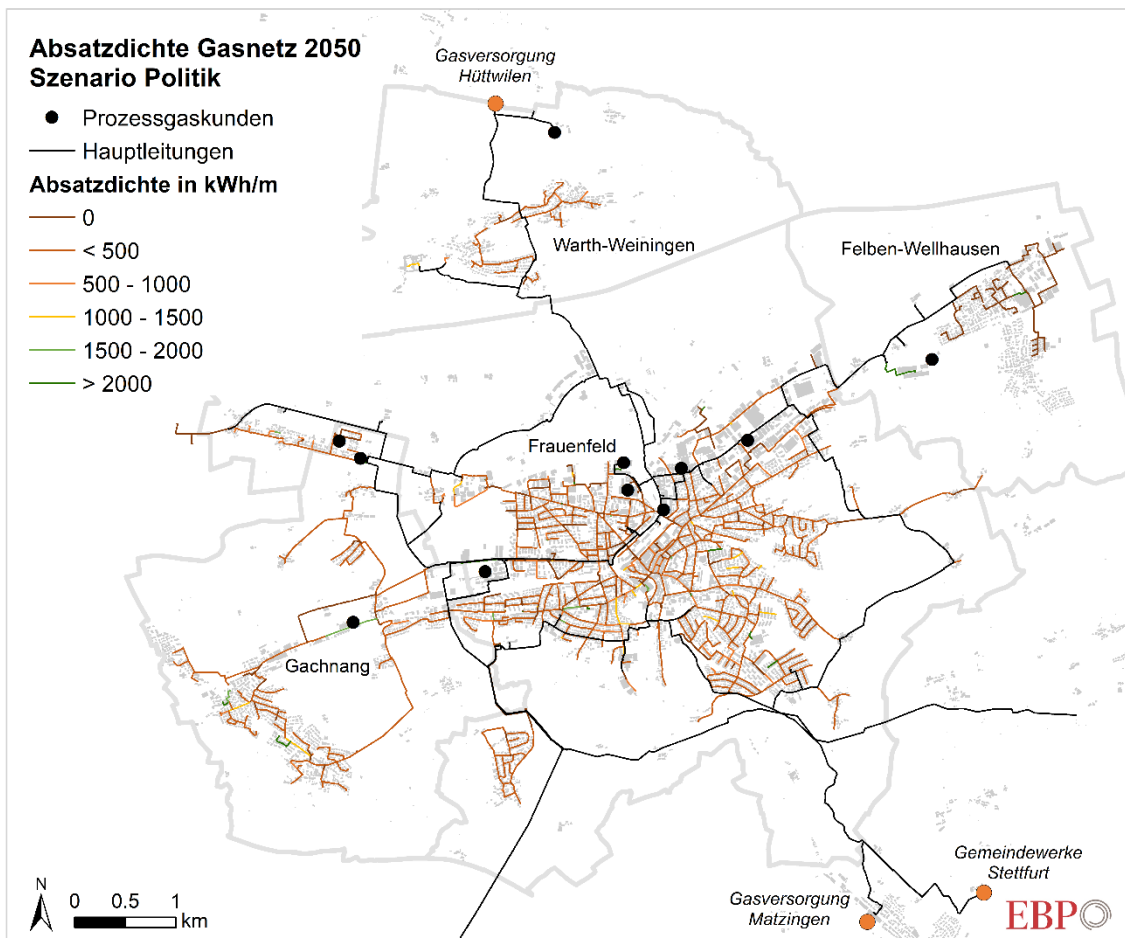 Absatzdichte Gasnetz 2050
Szenario Politik
Prozessgaskunden
Hauptleitungen
Absatzdichte in kWh/m
0
< 500
500 - 1000
1000 - 1500
1500 - 2000
> 2000
Gasversorgung
Hüttwilen
Warth-Weiningen
Felben-Wellhausen
Frauenfeld
Gachnang
Gemeindewerke
Stettfurt
Gasversorgung
Matzingen
N
0 0.5 1
km
EBP